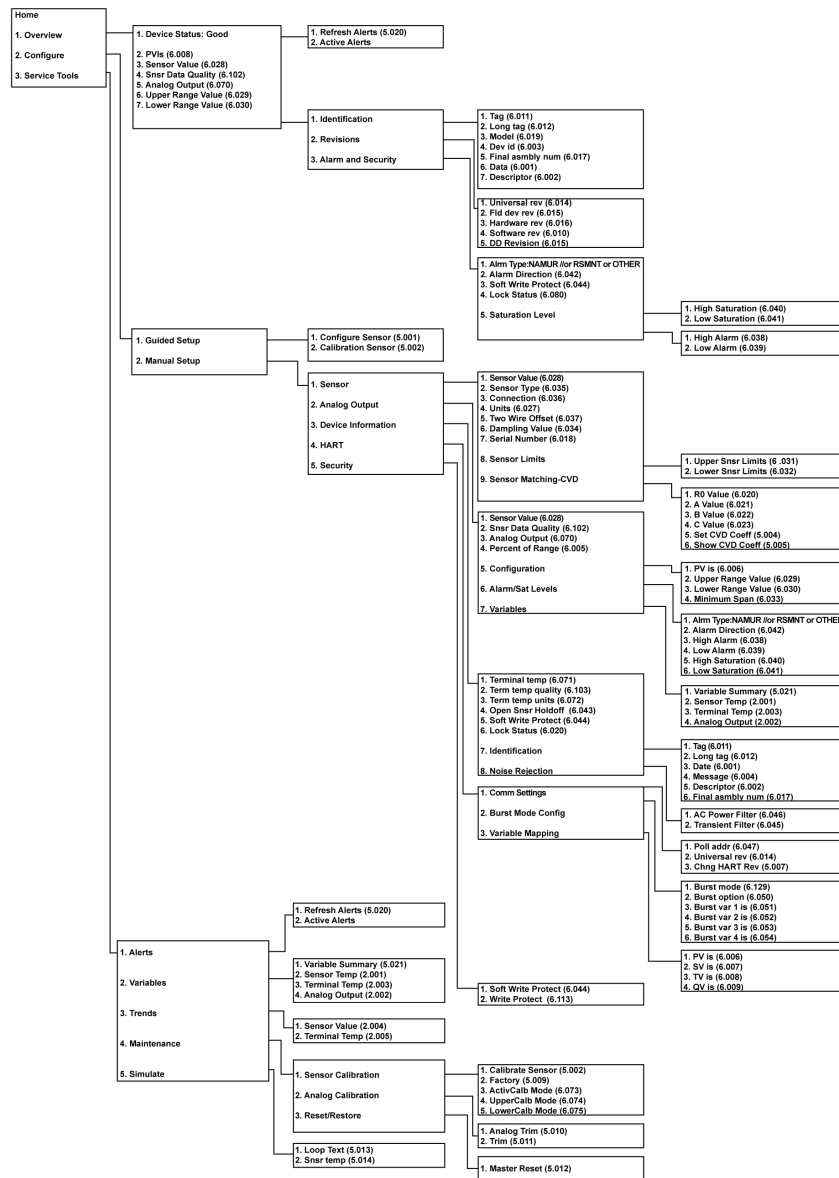 Home
1. Overview
2. Configure
3. Service Tools
1. Device Status: Good
2. PVIs (6.008)
3. Sensor Value (6.028)
4. Snsr Data Quality (6.102)
5. Analog Output (6.070)
6. Upper Range Value (6.029)
7. Lower Range Value (6.030)
1. Refresh Alerts (5.020)
2. Active Alerts
1. Identification
2. Revisions
3. Alarm and Security
1. Tag (6.011)
2. Long tag (6.012)
3. Model (6.019)
4. Dev id (6.003)
5. Final asmbly num (6.017)
6. Data (6.001)
7. Descriptor (6.002)
1. Universal rev (6.014)
2. Fld dev rev (6.015)
3. Hardware rev (6.016)
4. Software rev (6.010)
5. DD Revision (6.015)
1. Alrm Type:NAMUR //or RSMNT or OTHER
2. Alarm Direction (6.042)
3. Soft Write Protect (6.044)
4. Lock Status (6.080)
5. Saturation Level
1. High Saturation (6.040)
2. Low Saturation (6.041)
1. High Alarm (6.038)
2. Low Alarm (6.039)
1. Guided Setup
2. Manual Setup
1. Configure Sensor (5.001)
2. Calibration Sensor (5.002)
1. Sensor
2. Analog Output
3. Device Information
4. HART
5. Security
1. Sensor Value (6.028)
2. Sensor Type (6.035)
3. Connection (6.036)
4. Units (6.027)
5. Two Wire Offset (6.037)
6. Dampling Value (6.034)
7. Serial Number (6.018)
8. Sensor Limits
9. Sensor Matching-CVD
1. Upper Snsr Limits (6 .031)
2. Lower Snsr Limits (6.032)
1. R0 Value (6.020)
2. A Value (6.021)
3. B Value (6.022)
4. C Value (6.023)
5. Set CVD Coeff (5.004)
6. Show CVD Coeff (5.005)
1. Sensor Value (6.028)
2. Snsr Data Quality (6.102)
3. Analog Output (6.070)
4. Percent of Range (6.005)
5. Configuration
6. Alarm/Sat Levels
7. Variables
1. PV is (6.006)
2. Upper Range Value (6.029)
3. Lower Range Value (6.030)
4. Minimum Span (6.033)
1. Alrm Type:NAMUR //or RSMNT or OTHER
2. Alarm Direction (6.042)
3. High Alarm (6.038)
4. Low Alarm (6.039)
5. High Saturation (6.040)
6. Low Saturation (6.041)
1. Variable Summary (5.021)
2. Sensor Temp (2.001)
3. Terminal Temp (2.003)
4. Analog Output (2.002)
1. Terminal temp (6.071)
2. Term temp quality (6.103)
3. Term temp units (6.072)
4. Open Snsr Holdoff (6.043)
5. Soft Write Protect (6.044)
6. Lock Status (6.020)
7. Identification
8. Noise Rejection
1. Tag (6.011)
2. Long tag (6.012)
3. Date (6.001)
4. Message (6.004)
5. Descriptor (6.002)
6. Final asmbly num (6.017)
1. AC Power Filter (6.046)
2. Transient Filter (6.045)
1. Comm Settings
2. Burst Mode Config
3. Variable Mapping
1. Poll addr (6.047)
2. Universal rev (6.014)
3. Chng HART Rev (5.007)
1. Burst mode (6.129)
2. Burst option (6.050)
3. Burst var 1 is (6.051)
4. Burst var 2 is (6.052)
5. Burst var 3 is (6.053)
6. Burst var 4 is (6.054)
1. PV is (6.006)
2. SV is (6.007)
3. TV is (6.008)
4. QV is (6.009)
1. Soft Write Protect (6.044)
2. Write Protect (6.113)
1. Alerts
2. Variables
3. Trends
4. Maintenance
5. Simulate
1. Refresh Alerts (5.020)
2. Active Alerts
1. Variable Summary (5.021)
2. Sensor Temp (2.001)
3. Terminal Temp (2.003)
4. Analog Output (2.002)
1. Sensor Value (2.004)
2. Terminal Temp (2.005)
1. Sensor Calibration
2. Analog Calibration
3. Reset/Restore
1. Calibrate Sensor (5.002)
2. Factory (5.009)
3. ActivCalb Mode (6.073)
4. UpperCalb Mode (6.074)
5. LowerCalb Mode (6.075)
1. Analog Trim (5.010)
2. Trim (5.011)
1. Master Reset (5.012)
1. Loop Text (5.013)
2. Snsr temp (5.014)